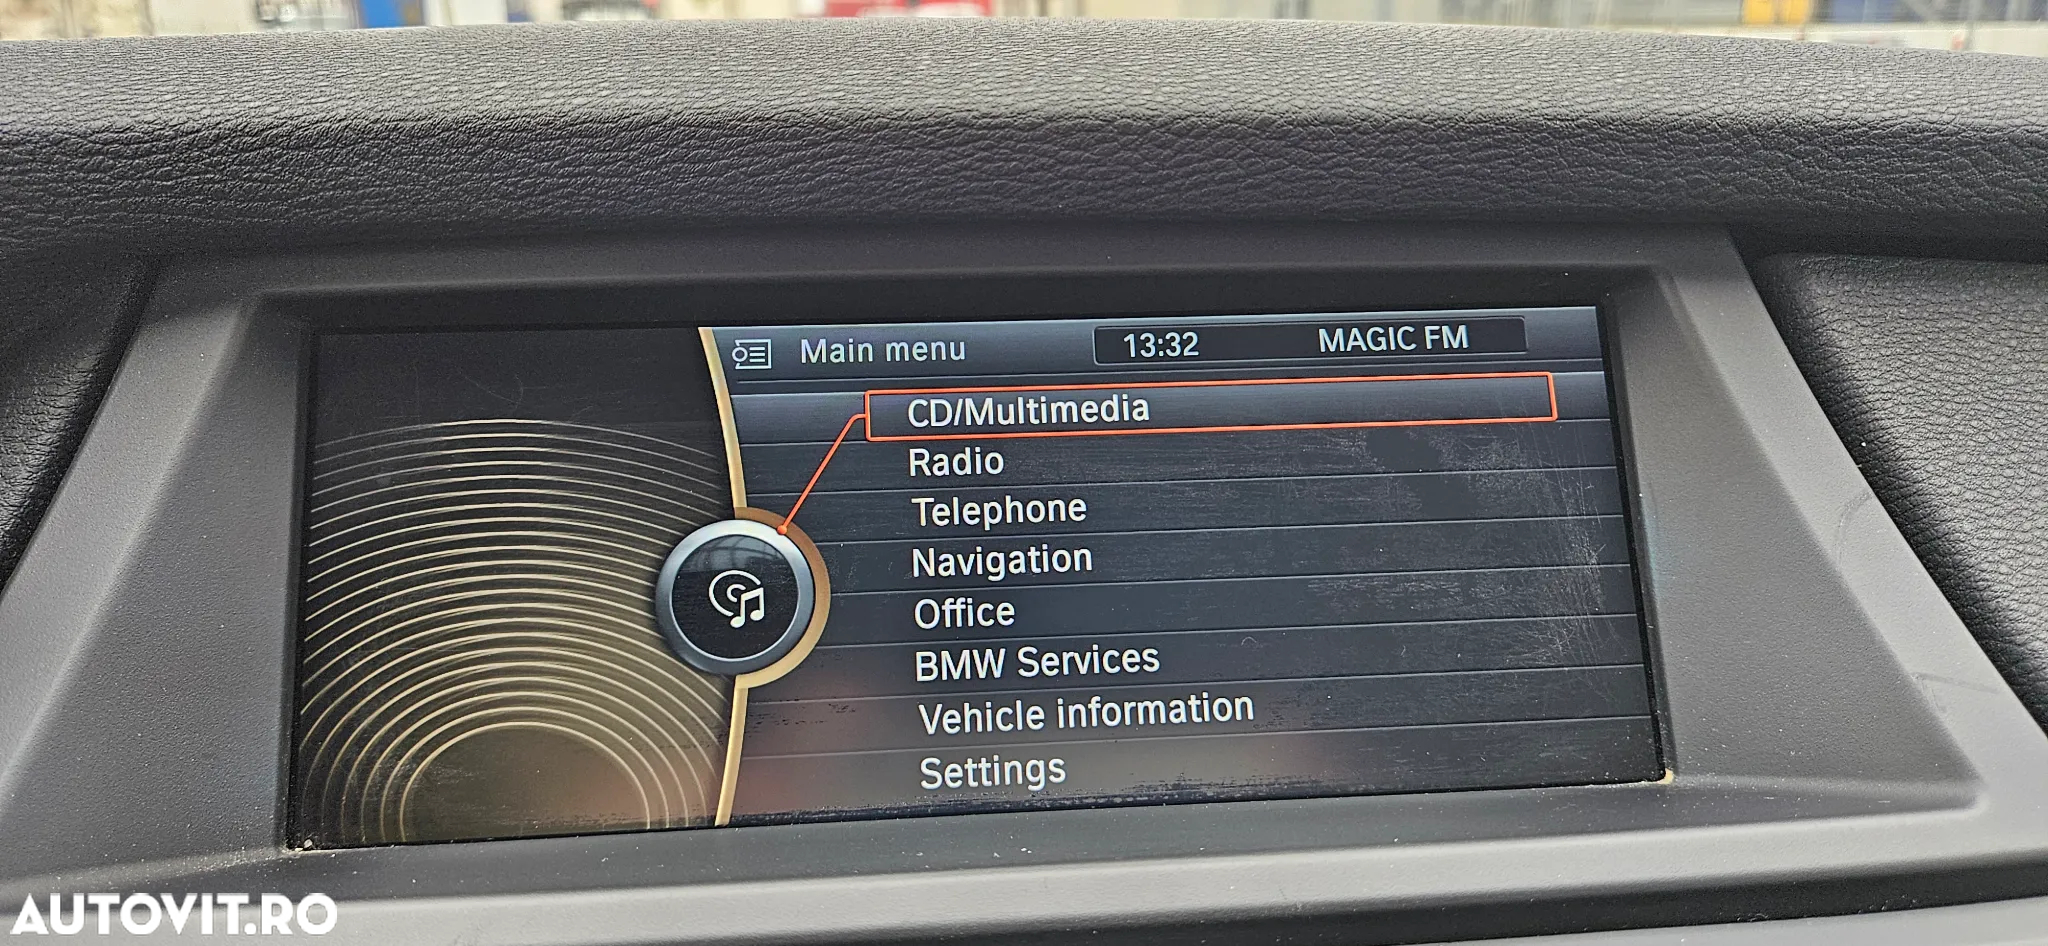 Main menu
13:32
MAGIC FM
CD/Multimedia
Radio
Telephone
Navigation
Office
BMW Services
Vehicle information
Settings
AUTOVIT.RO